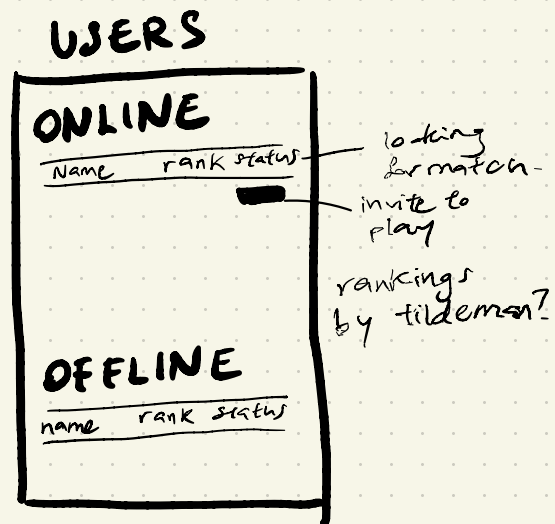 USERS
ONLINE
Name rank status
looking
for match
invite to
play
rankings
by tildeman?
OFFLINE
name rank status